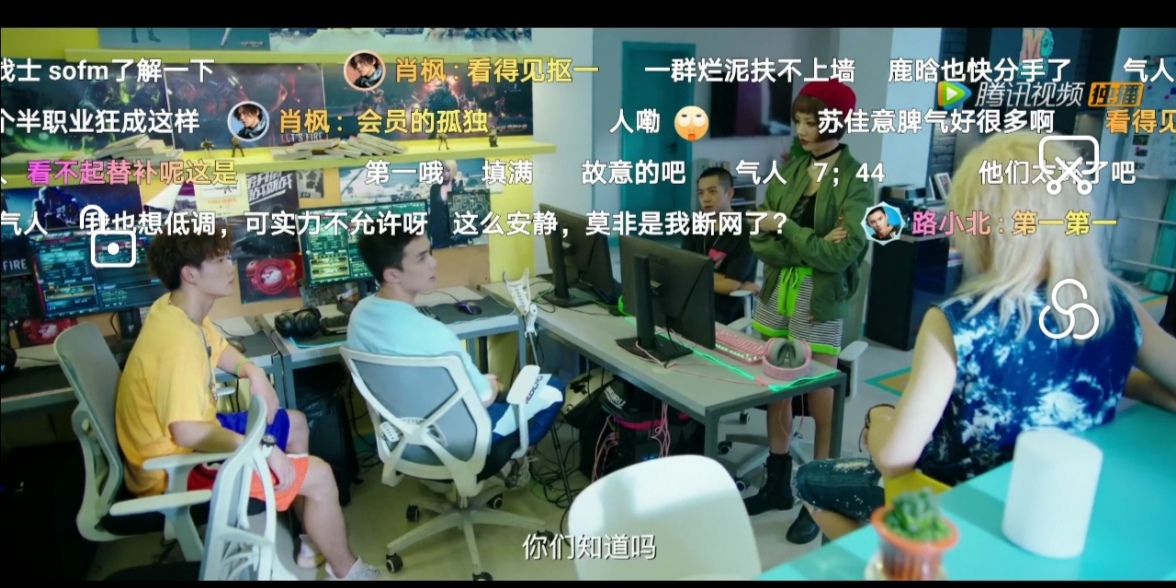 战士 sofm了解一下 肖枫：看得见抠一 一群烂泥扶不上墙 鹿晗也快分手了 气人
腾讯视频 独播
个半职业狂成这样 肖枫：会员的孤独 人嘞 苏佳意脾气好很多啊 看得见
看不起替补呢这是 第一哦 填满 故意的吧 气人 7；44 他们太坏了吧
气人 我也想低调，可实力不允许呀 这么安静，莫非是我断网了？ 路小北：第一第一
FIRE
你们知道吗